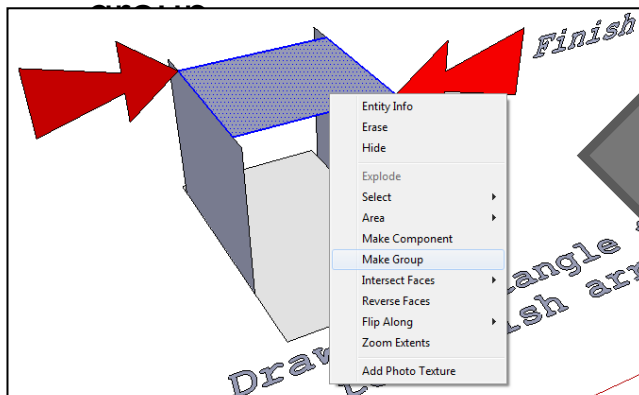 Finish
Entity Info
Erase
Hide
Explode
Select
Area
Make Component
Make Group
Intersect Faces
Reverse Faces
Flip Along
Zoom Extents
Add Photo Texture
Draw